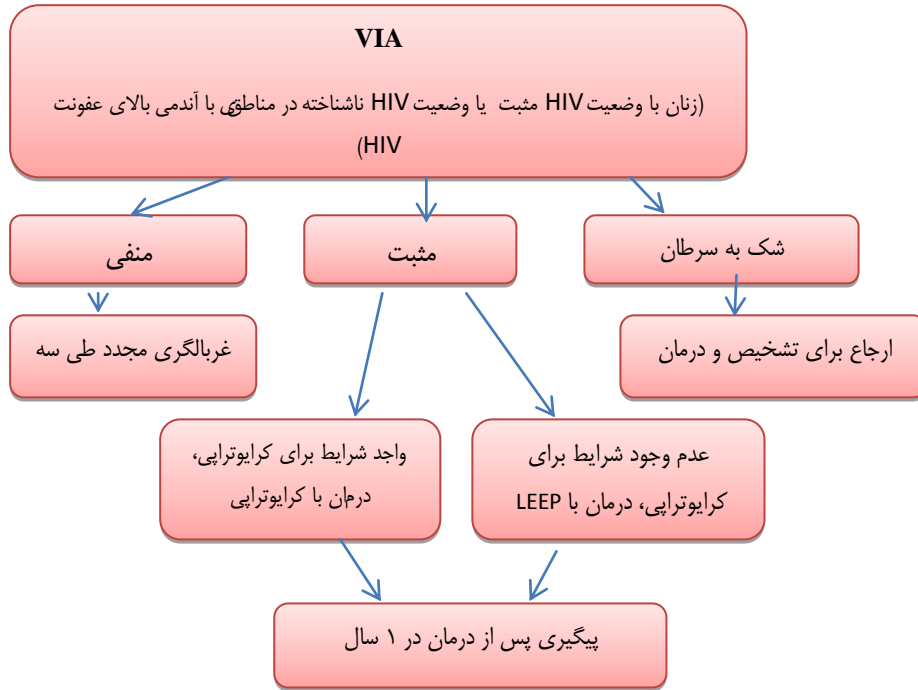 VIA
(زنان با وضعیت HIV مثبت یا وضعیت HIV ناشناخته در مناطقی با آندمی بالای عفونت
HIV)
شک به سرطان
مثبت
منفی
ارجاع برای تشخیص و درمان
غربالگری مجدد طی سه
عدم وجود شرایط برای
کرایوتراپی، درمان با LEEP
واجد شرایط برای کرایوتراپی،
درمان با کرایوتراپی
پیگیری پس از درمان در ۱ سال